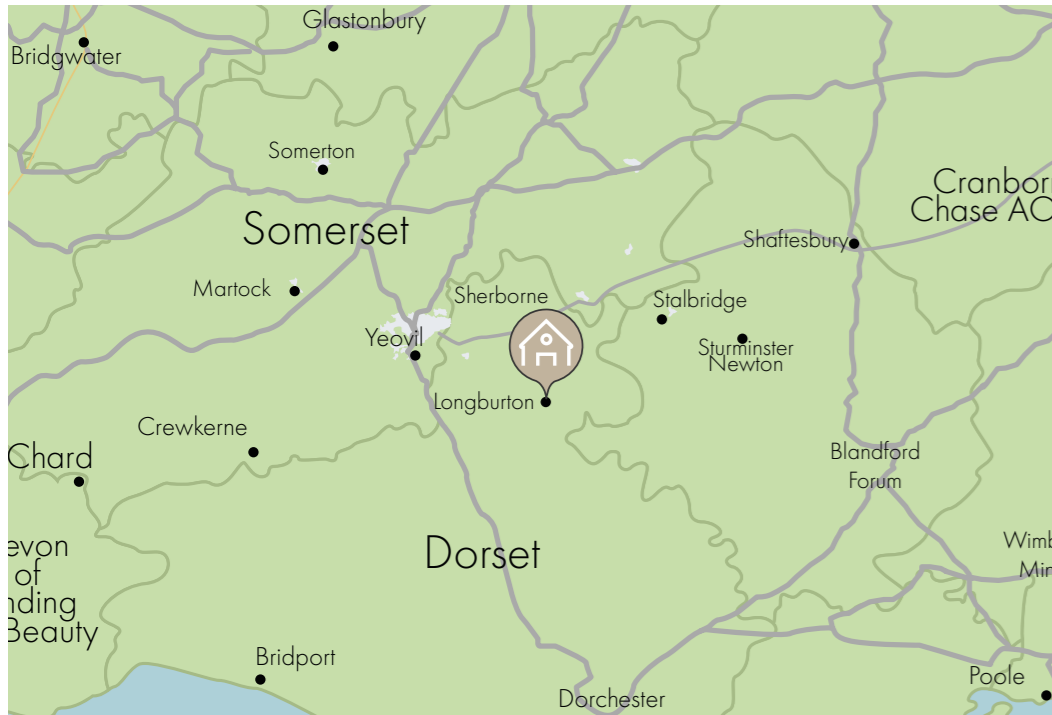 Glastonbury
Bridgwater
Somerton
Cranborn
Chase AO
Somerset
Shaftesbury
Martock
Sherborne
Stalbridge
Yeovil
Sturminster
Newton
Longburton
Crewkerne
Chard
Blandford
Forum
evon
of
nding
Beauty
Dorset
Wimb
Min
Bridport
Poole
Dorchester